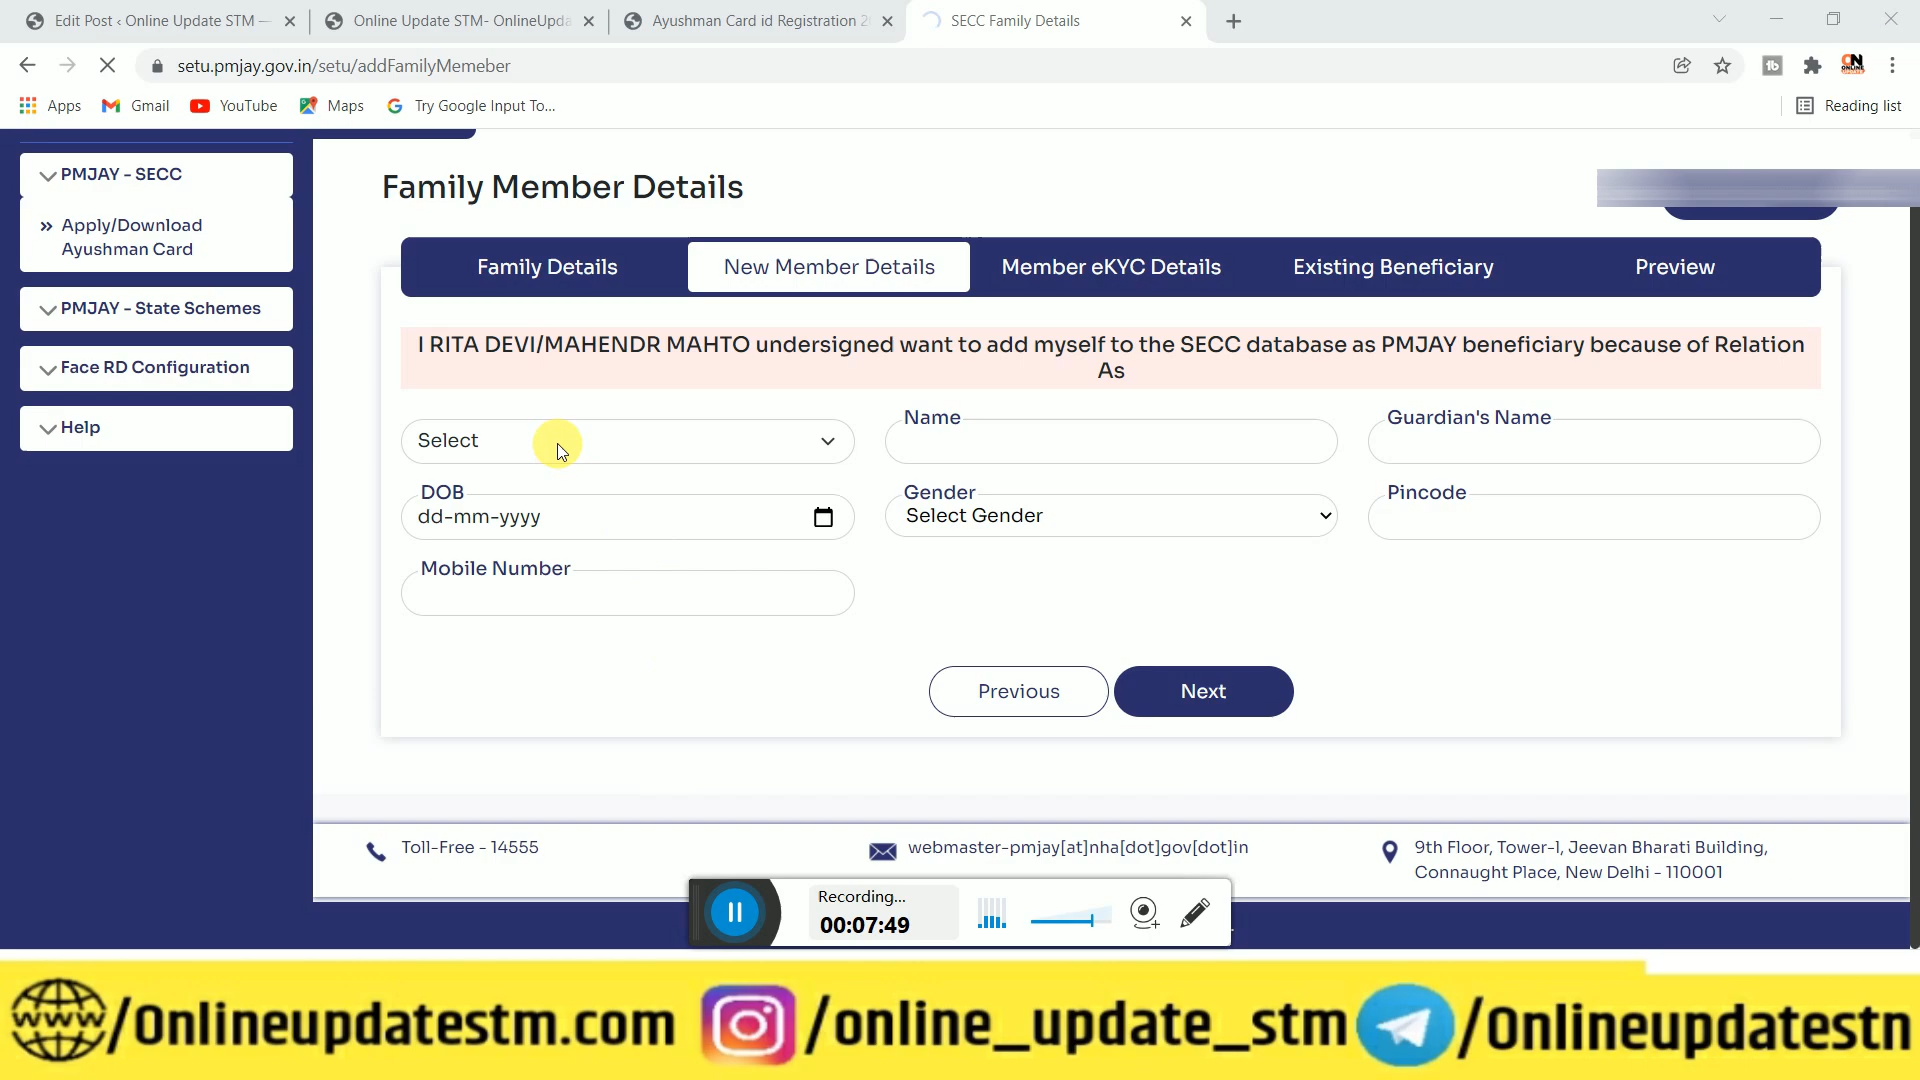 Edit Post ‹ Online Update STM —
Online Update STM- OnlineUpda
Ayushman Card id Registration 2
SECC Family Details
setu.pmjay.gov.in/setu/addFamilyMemeber
Apps
Gmail
YouTube
Maps
Try Google Input To...
Reading list
PMJAY - SECC
» Apply/Download
Ayushman Card
PMJAY - State Schemes
Face RD Configuration
Help
Family Member Details
Family Details
New Member Details
Member eKYC Details
Existing Beneficiary
Preview
I RITA DEVI/MAHENDR MAHTO undersigned want to add myself to the SECC database as PMJAY beneficiary because of Relation
As
Select
Name
Guardian's Name
DOB
dd-mm-yyyy
Gender
Select Gender
Pincode
Mobile Number
Previous
Next
Toll-Free - 14555
webmaster-pmjay[at]nha[dot]gov[dot]in
9th Floor, Tower-l, Jeevan Bharati Building,
Connaught Place, New Delhi - 110001
Recording...
00:07:49
www/Onlineupdatestm.com
/online_update_stm
/Onlineupdatestn